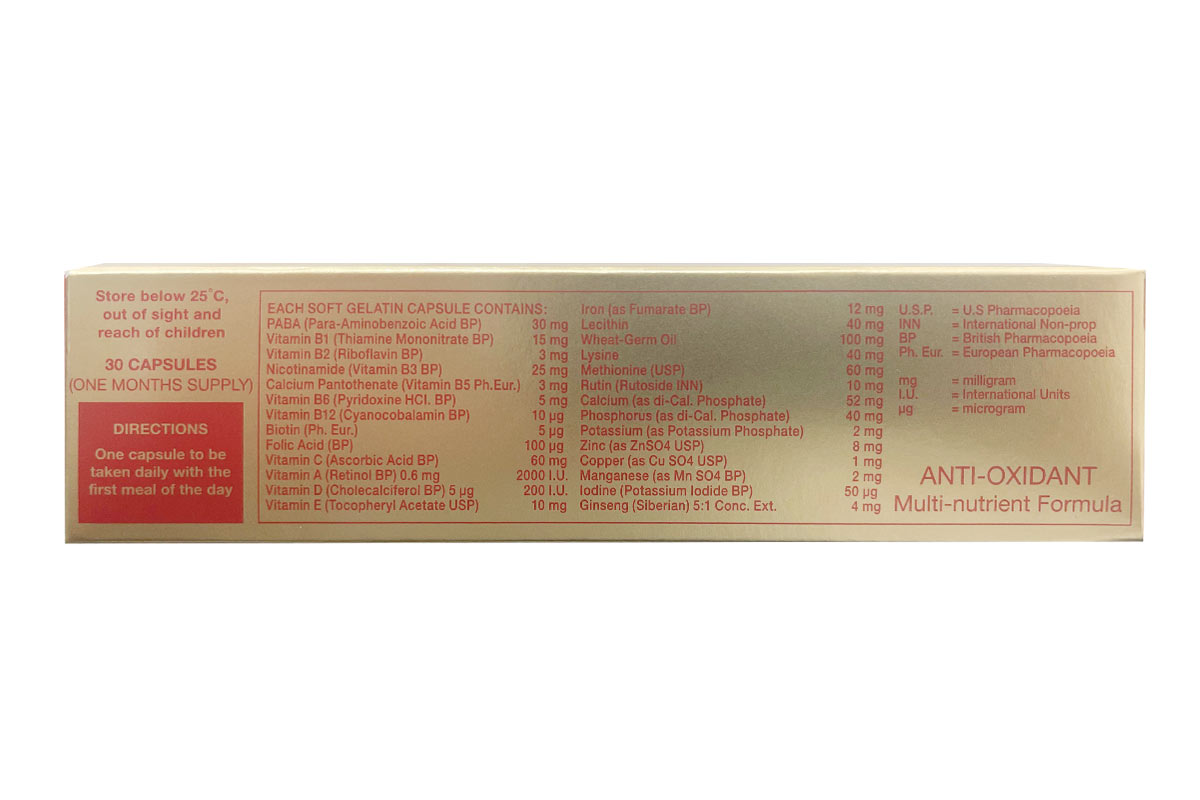 Store below 25°C,
out of sight and
reach of children
30 CAPSULES
(ONE MONTHS SUPPLY)
DIRECTIONS
One capsule to be
taken daily with the
first meal of the day
EACH SOFT GELATIN CAPSULE CONTAINS:
PABA (Para-Aminobenzoic Acid BP) 30 mg
Vitamin B1 (Thiamine Mononitrate BP) 15 mg
Vitamin B2 (Riboflavin BP) 3 mg
Nicotinamide (Vitamin B3 BP) 25 mg
Calcium Pantothenate (Vitamin B5 Ph.Eur.) 3 mg
Vitamin B6 (Pyridoxine HCl. BP) 5 mg
Vitamin B12 (Cyanocobalamin BP) 10 µg
Biotin (Ph. Eur.) 5 µg
Folic Acid (BP) 100 µg
Vitamin C (Ascorbic Acid BP) 60 mg
Vitamin A (Retinol BP) 0.6 mg 2000 I.U.
Vitamin D (Cholecalciferol BP) 5 µg 200 I.U.
Vitamin E (Tocopheryl Acetate USP) 10 mg
Iron (as Fumarate BP) 12 mg
Lecithin 40 mg
Wheat-Germ Oil 100 mg
Lysine 40 mg
Methionine (USP) 60 mg
Rutin (Rutoside INN) 10 mg
Calcium (as di-Cal. Phosphate) 52 mg
Phosphorus (as di-Cal. Phosphate) 40 mg
Potassium (as Potassium Phosphate) 2 mg
Zinc (as ZnSO4 USP) 8 mg
Copper (as Cu SO4 USP) 1 mg
Manganese (as Mn SO4 BP) 2 mg
Iodine (Potassium Iodide BP) 50 µg
Ginseng (Siberian) 5:1 Conc. Ext. 4 mg
U.S.P. = U.S Pharmacopoeia
INN = International Non-prop
BP = British Pharmacopoeia
Ph. Eur. = European Pharmacopoeia
mg = milligram
I.U. = International Units
µg = microgram
ANTI-OXIDANT
Multi-nutrient Formula